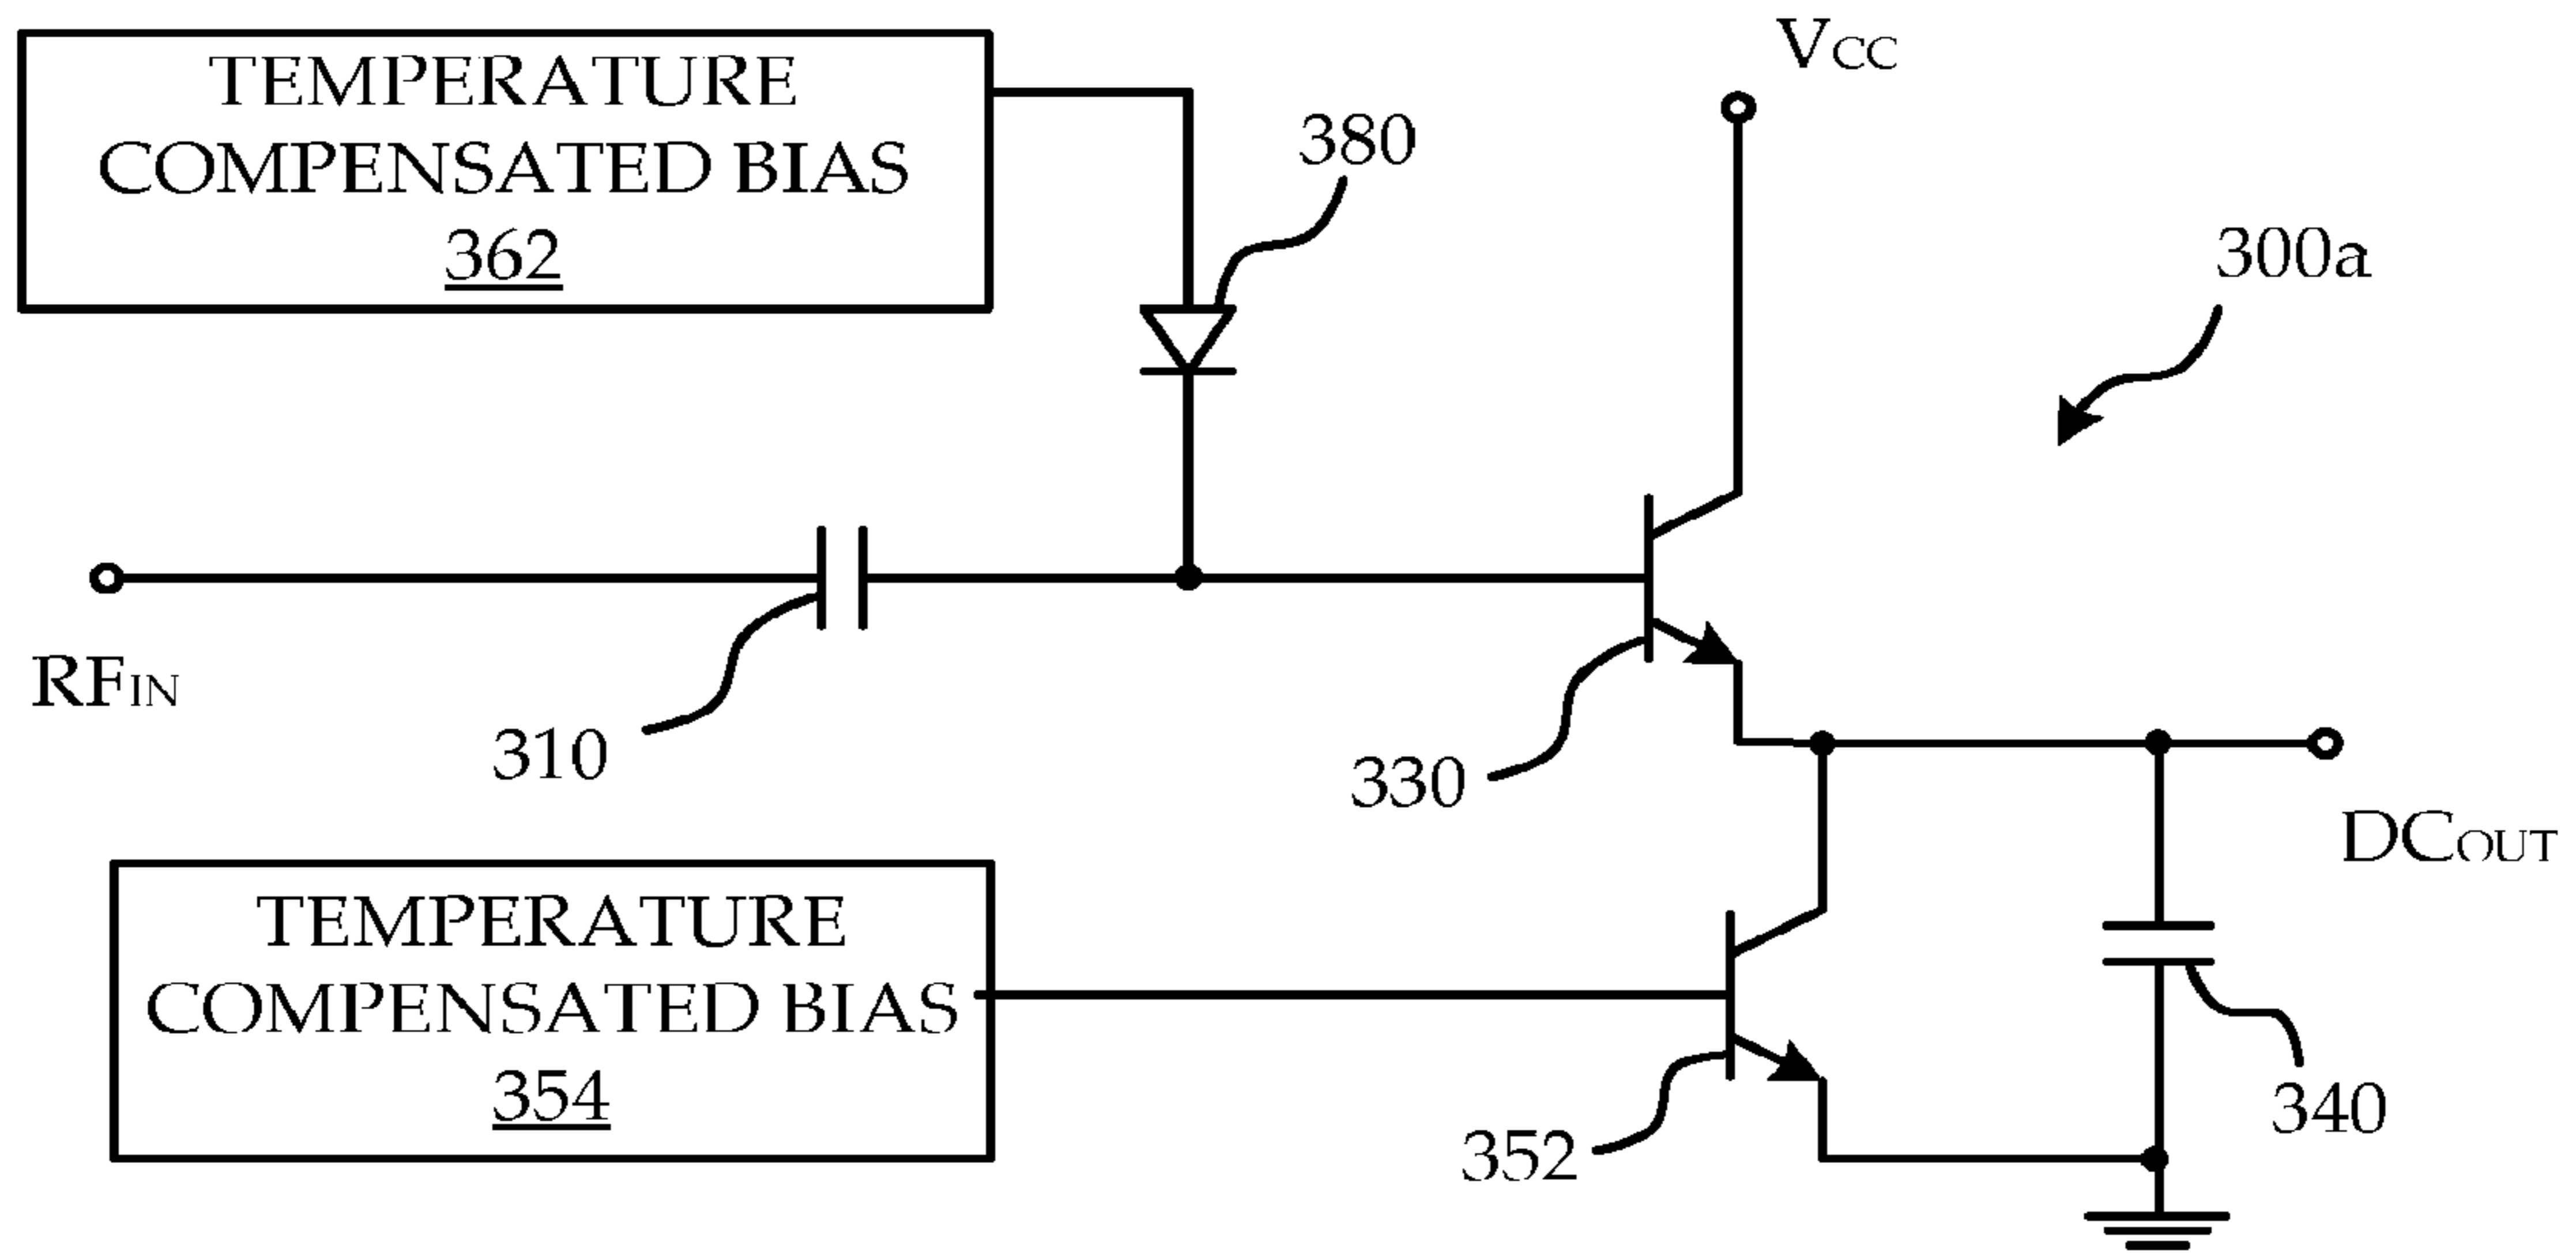 VCC
TEMPERATURE
COMPENSATED BIAS
362
380
300a
RFIN
310
330
DCOUT
TEMPERATURE
COMPENSATED BIAS
354
352
340